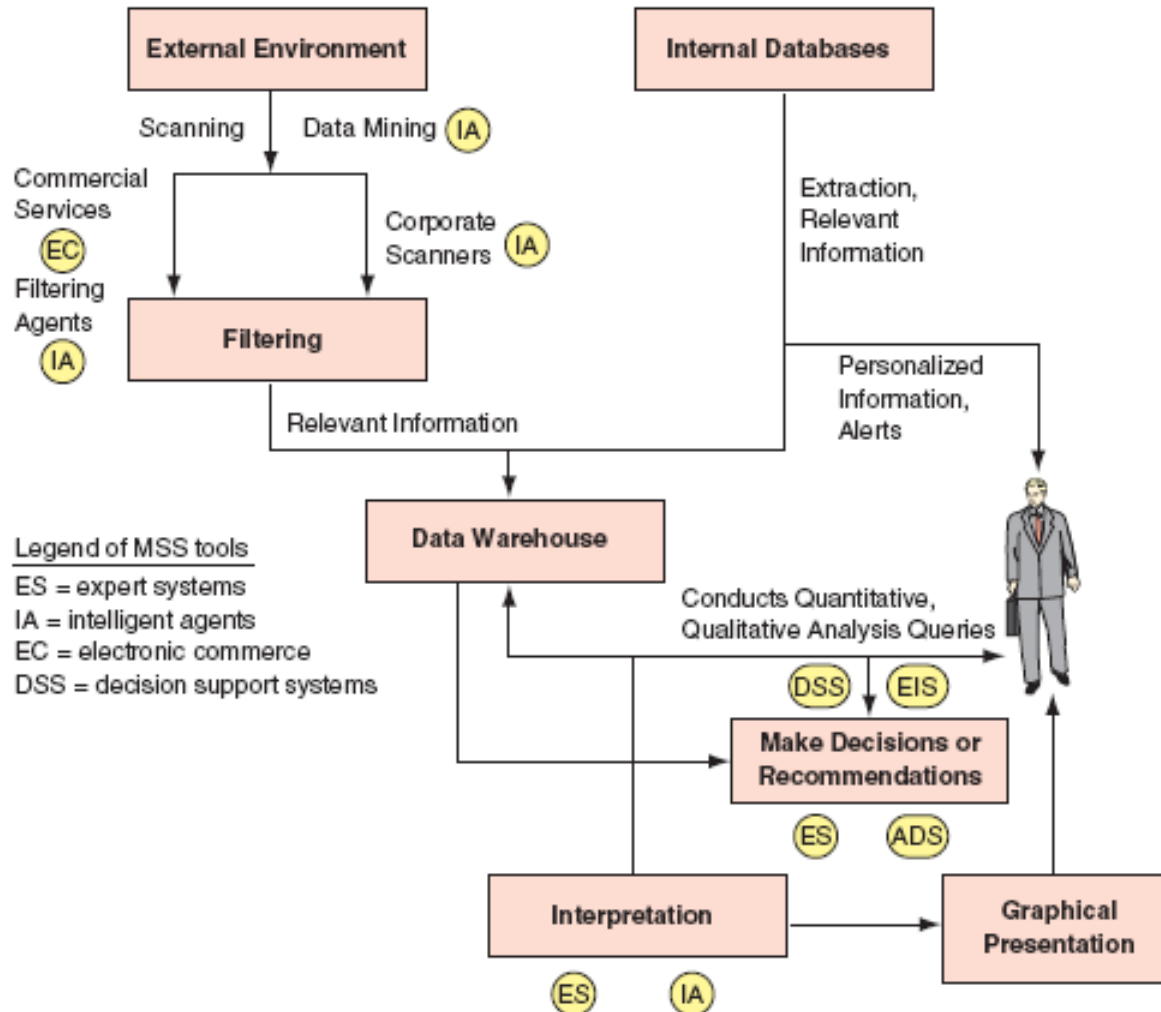 External Environment
Internal Databases
Scanning
Data Mining
IA
Commercial
Services
EC
Corporate
Scanners
IA
Extraction,
Relevant
Information
Filtering
Agents
IA
Filtering
Relevant Information
Personalized
Information,
Alerts
Data Warehouse
Legend of MSS tools
ES = expert systems
IA = intelligent agents
EC = electronic commerce
DSS = decision support systems
Conducts Quantitative,
Qualitative Analysis Queries
DSS
EIS
Make Decisions or
Recommendations
ES
ADS
Interpretation
ES
IA
Graphical
Presentation